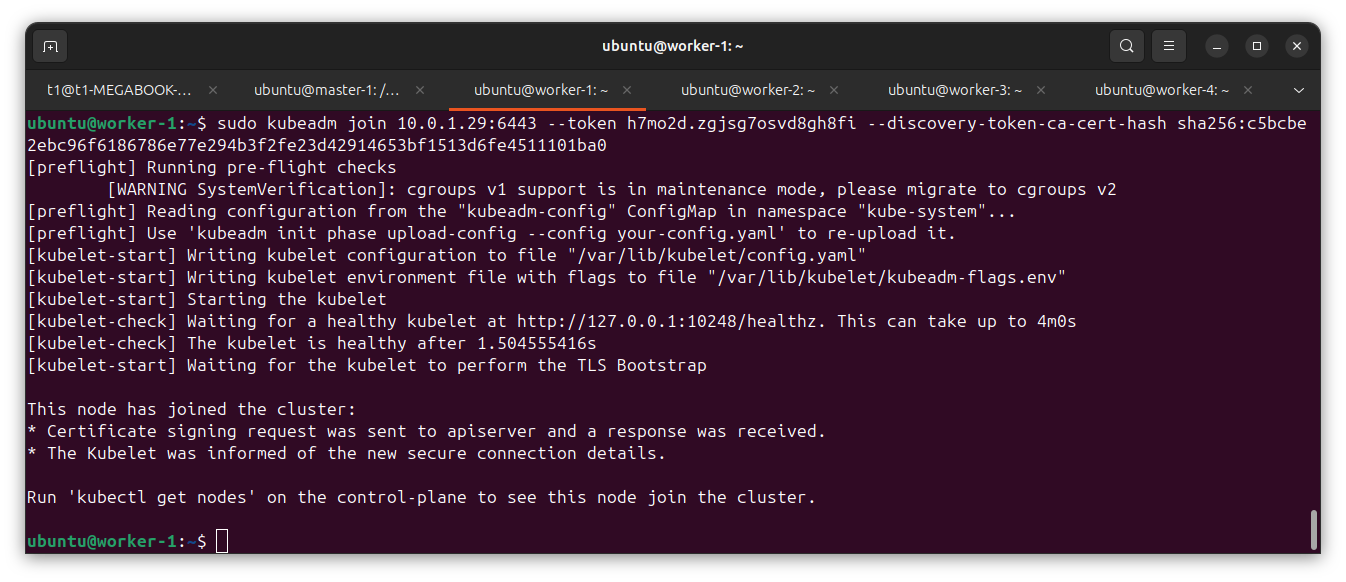 ubuntu@worker-1: ~
t1@t1-MEGABOOK-...
ubuntu@master-1: /...
ubuntu@worker-1: ~
ubuntu@worker-2: ~
ubuntu@worker-3: ~
ubuntu@worker-4: ~
ubuntu@worker-1:~$ sudo kubeadm join 10.0.1.29:6443 --token h7mo2d.zgjsg7osvd8gh8fi --discovery-token-ca-cert-hash sha256:c5bcbe
2ebc96f6186786e77e294b3f2fe23d42914653bf1513d6fe4511101ba0
[preflight] Running pre-flight checks
[WARNING SystemVerification]: cgroups v1 support is in maintenance mode, please migrate to cgroups v2
[preflight] Reading configuration from the "kubeadm-config" ConfigMap in namespace "kube-system"...
[preflight] Use 'kubeadm init phase upload-config --config your-config.yaml' to re-upload it.
[kubelet-start] Writing kubelet configuration to file "/var/lib/kubelet/config.yaml"
[kubelet-start] Writing kubelet environment file with flags to file "/var/lib/kubelet/kubeadm-flags.env"
[kubelet-start] Starting the kubelet
[kubelet-check] Waiting for a healthy kubelet at http://127.0.0.1:10248/healthz. This can take up to 4m0s
[kubelet-check] The kubelet is healthy after 1.504555416s
[kubelet-start] Waiting for the kubelet to perform the TLS Bootstrap
This node has joined the cluster:
* Certificate signing request was sent to apiserver and a response was received.
* The Kubelet was informed of the new secure connection details.
Run 'kubectl get nodes' on the control-plane to see this node join the cluster.
ubuntu@worker-1:~$